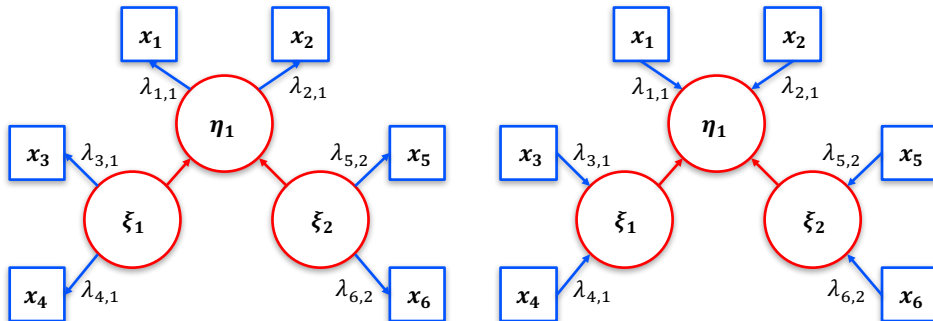 x₁ x₂
λ₁,₁ λ₂,₁
η₁
x₃ λ₃,₁ λ₅,₂ x₅
ξ₁ ξ₂
x₄ λ₄,₁ λ₆,₂ x₆
x₁ x₂
λ₁,₁ λ₂,₁
η₁
x₃ λ₃,₁ λ₅,₂ x₅
ξ₁ ξ₂
x₄ λ₄,₁ λ₆,₂ x₆